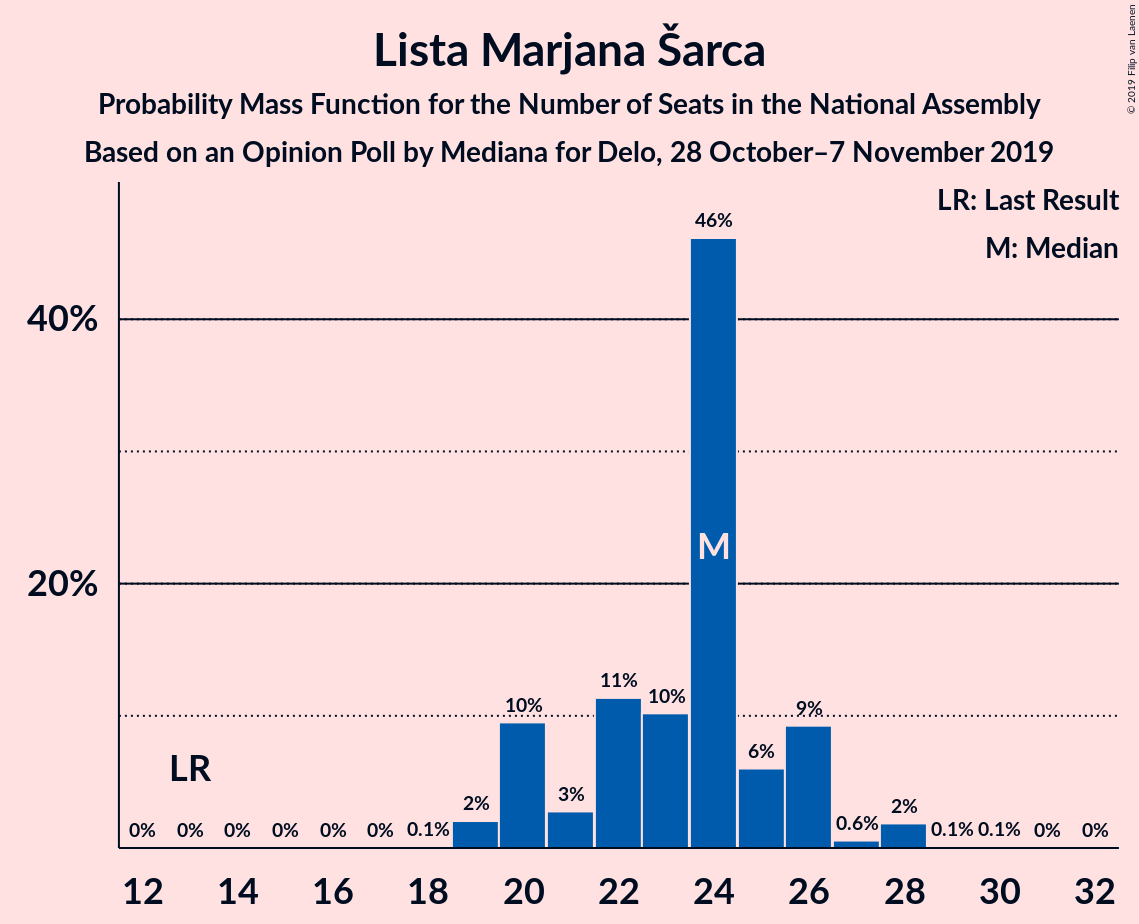 Lista Marjana Šarca
Probability Mass Function for the Number of Seats in the National Assembly
Based on an Opinion Poll by Mediana for Delo, 28 October–7 November 2019
© 2019 Filip van Laenen
LR: Last Result
M: Median
46%
40%
M
20%
11%
10%
10%
9%
6%
LR
3%
2%
2%
0% 0% 0% 0% 0% 0% 0.1% 0.6% 0.1% 0.1% 0% 0%
12 14 16 18 20 22 24 26 28 30 32